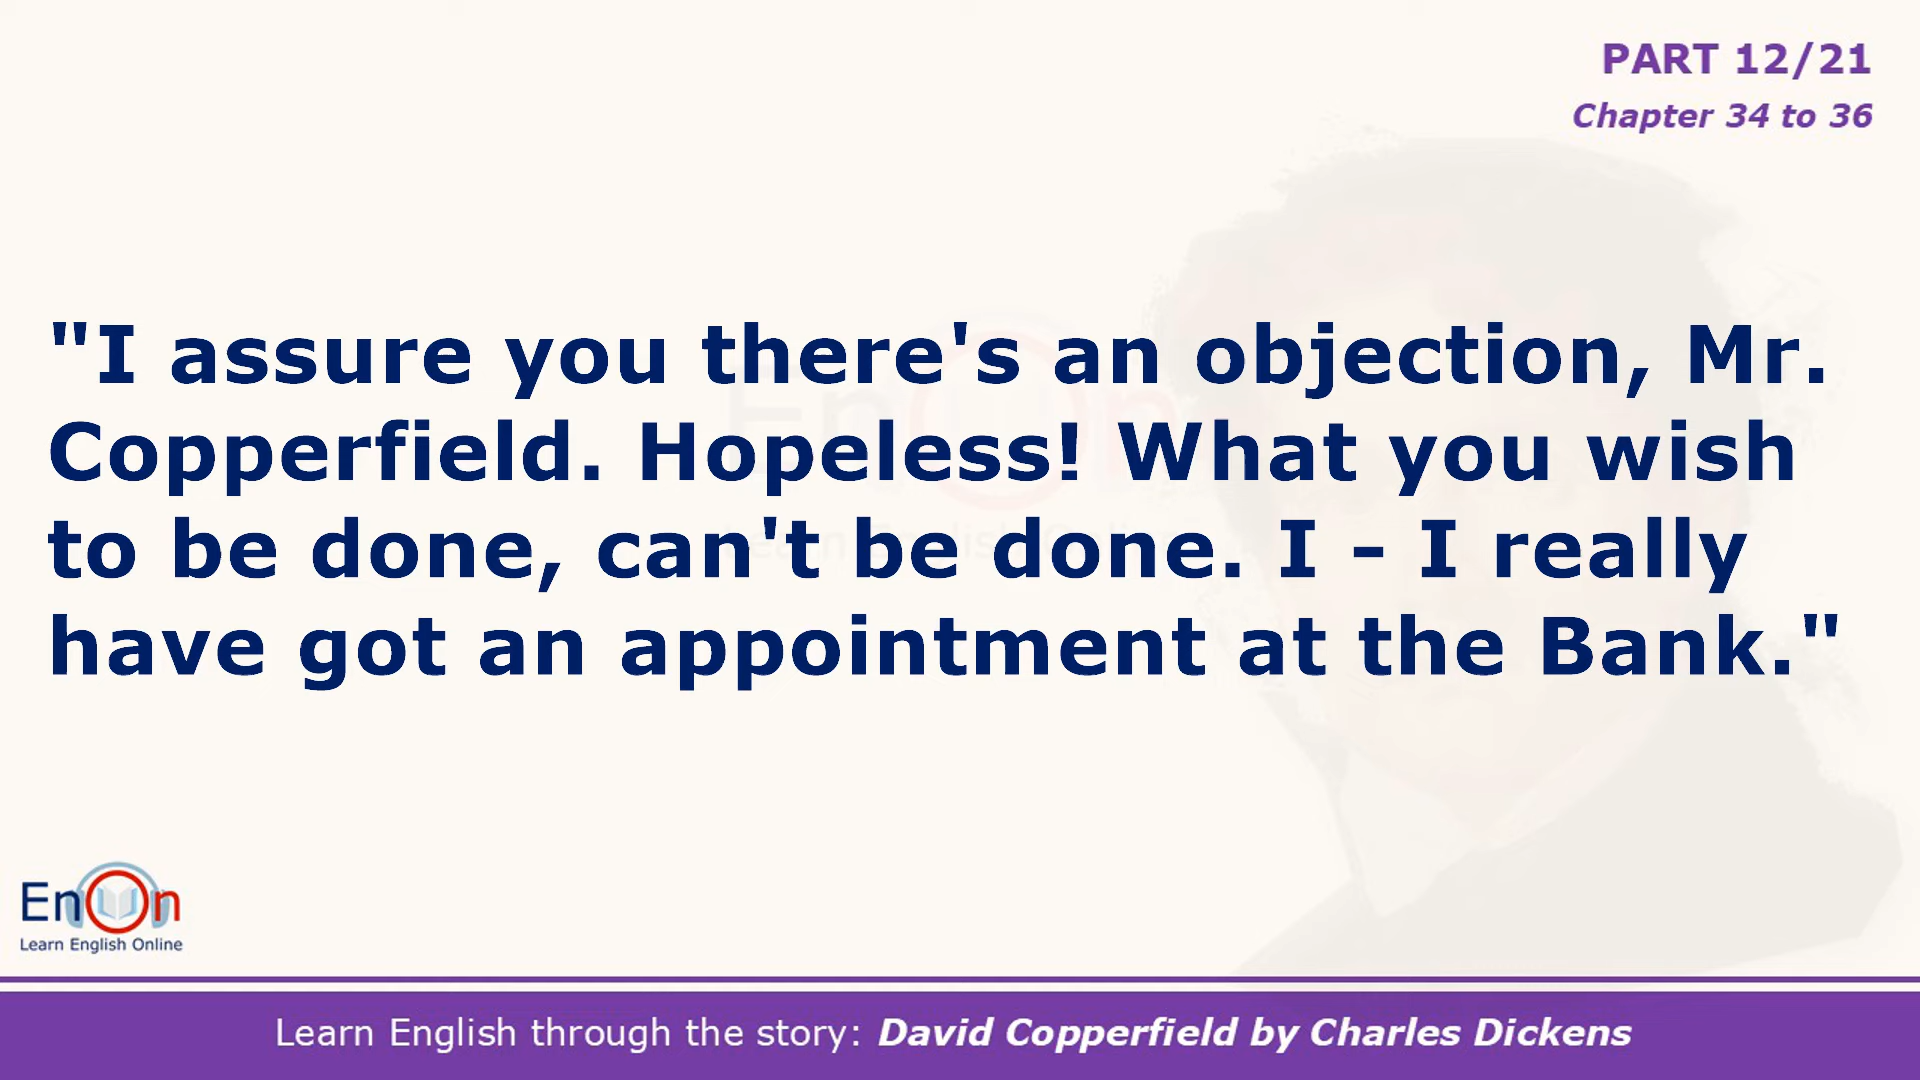 PART 12/21
Chapter 34 to 36
"I assure you there's an objection, Mr.
Copperfield. Hopeless! What you wish
to be done, can't be done. I - I really
have got an appointment at the Bank."
EnOn
Learn English Online
Learn English through the story: David Copperfield by Charles Dickens